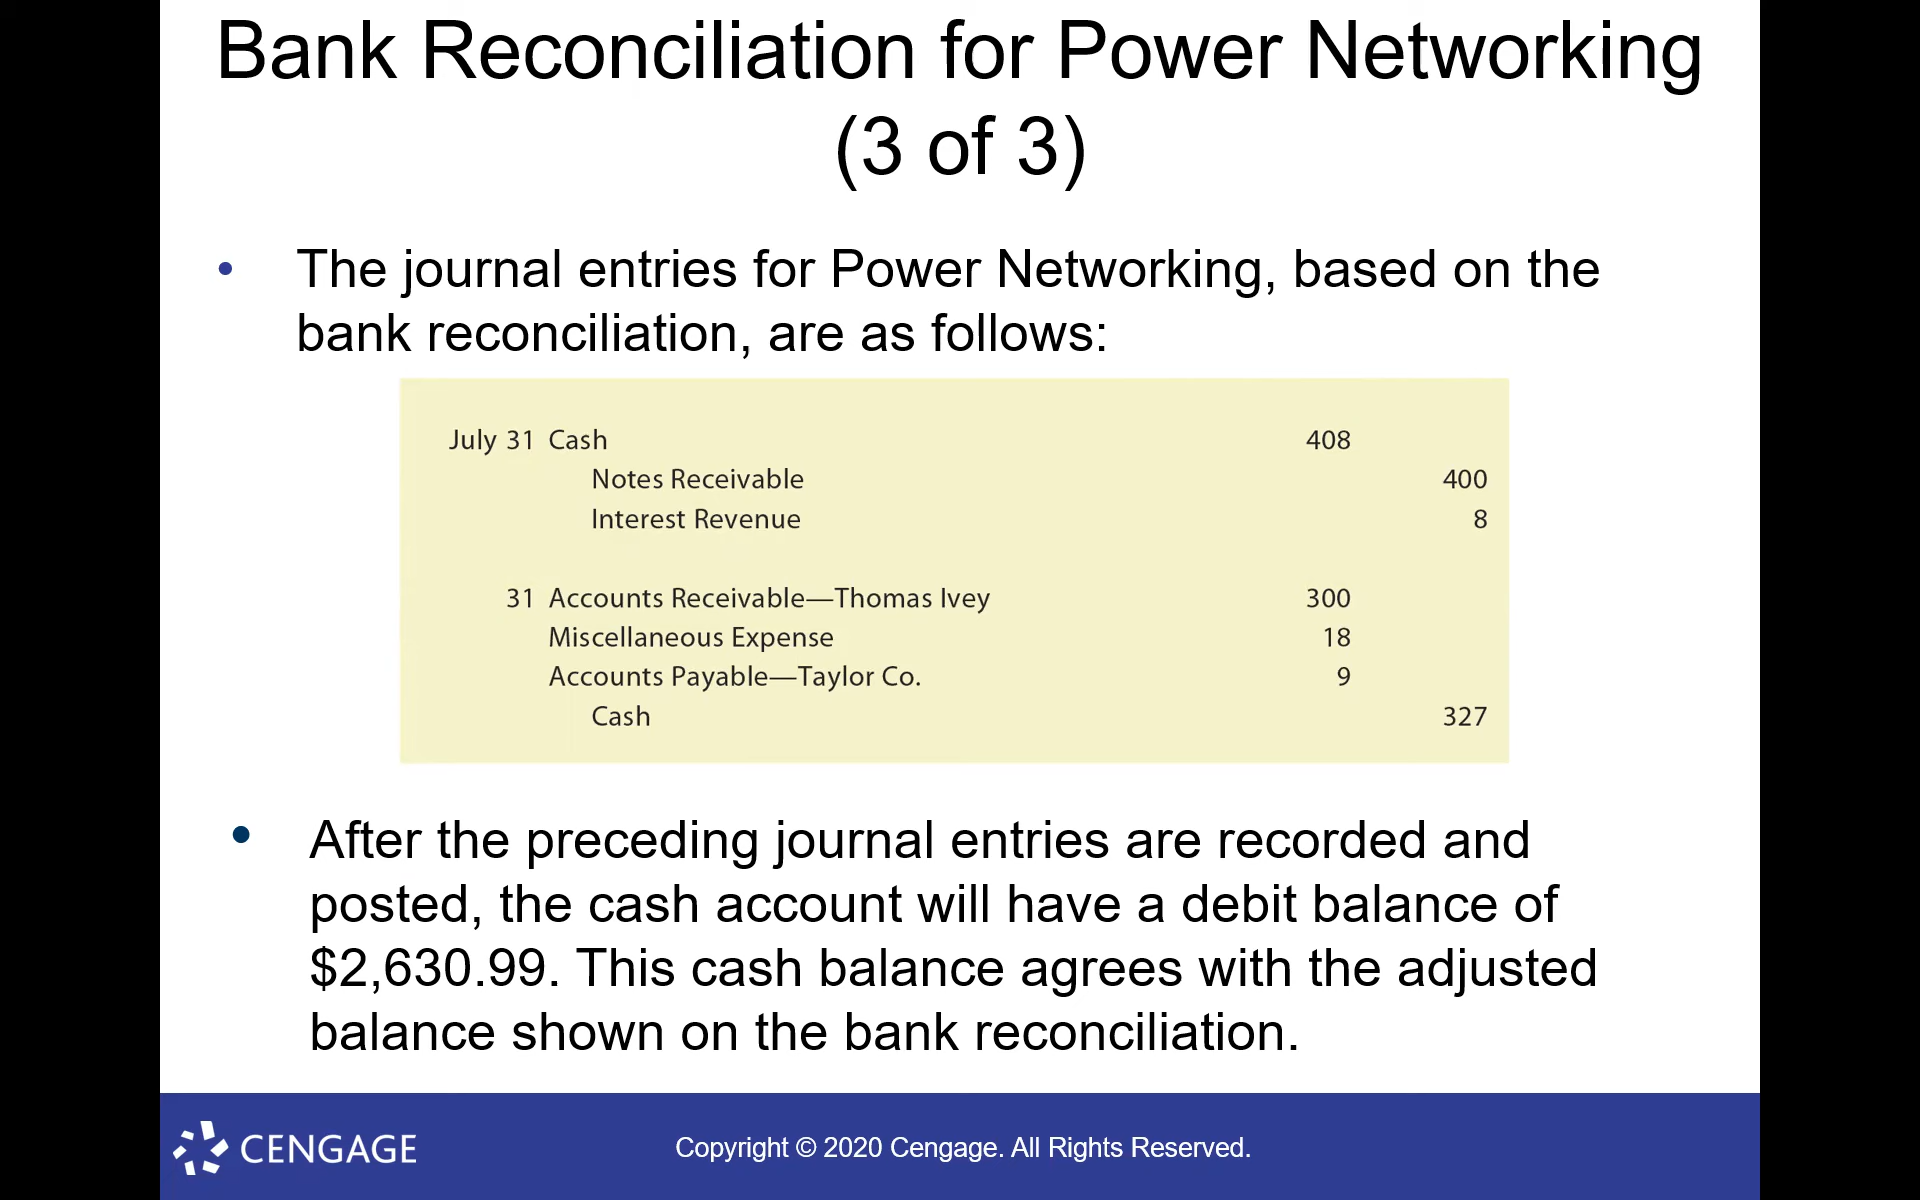 Bank Reconciliation for Power Networking
(3 of 3)
• The journal entries for Power Networking, based on the
bank reconciliation, are as follows:
July 31 Cash 408
Notes Receivable 400
Interest Revenue 8
31 Accounts Receivable—Thomas Ivey 300
Miscellaneous Expense 18
Accounts Payable—Taylor Co. 9
Cash 327
• After the preceding journal entries are recorded and
posted, the cash account will have a debit balance of
$2,630.99. This cash balance agrees with the adjusted
balance shown on the bank reconciliation.
CENGAGE Copyright © 2020 Cengage. All Rights Reserved.